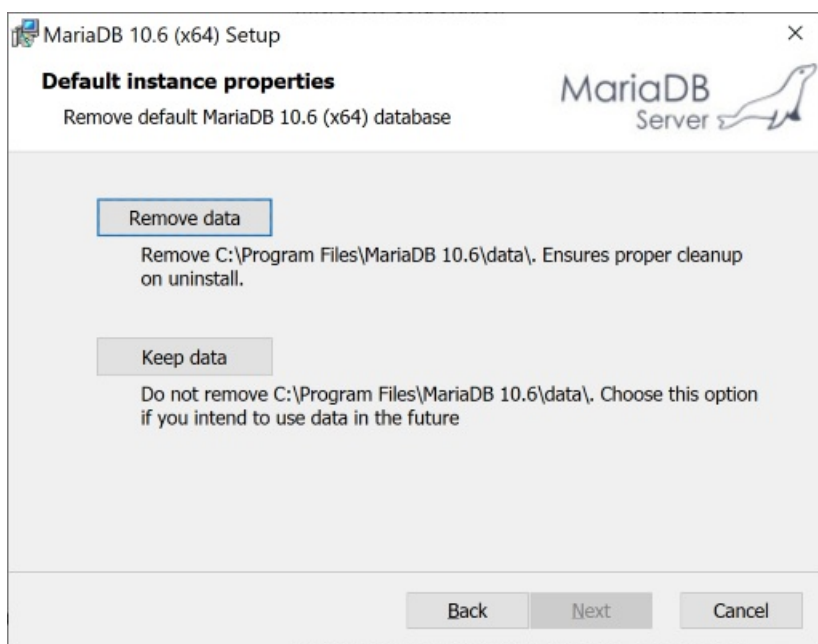 MariaDB 10.6 (x64) Setup
Default instance properties
Remove default MariaDB 10.6 (x64) database
MariaDB
Server
Remove data
Remove C:\Program Files\MariaDB 10.6\data\. Ensures proper cleanup
on uninstall.
Keep data
Do not remove C:\Program Files\MariaDB 10.6\data\. Choose this option
if you intend to use data in the future
Back
Next
Cancel